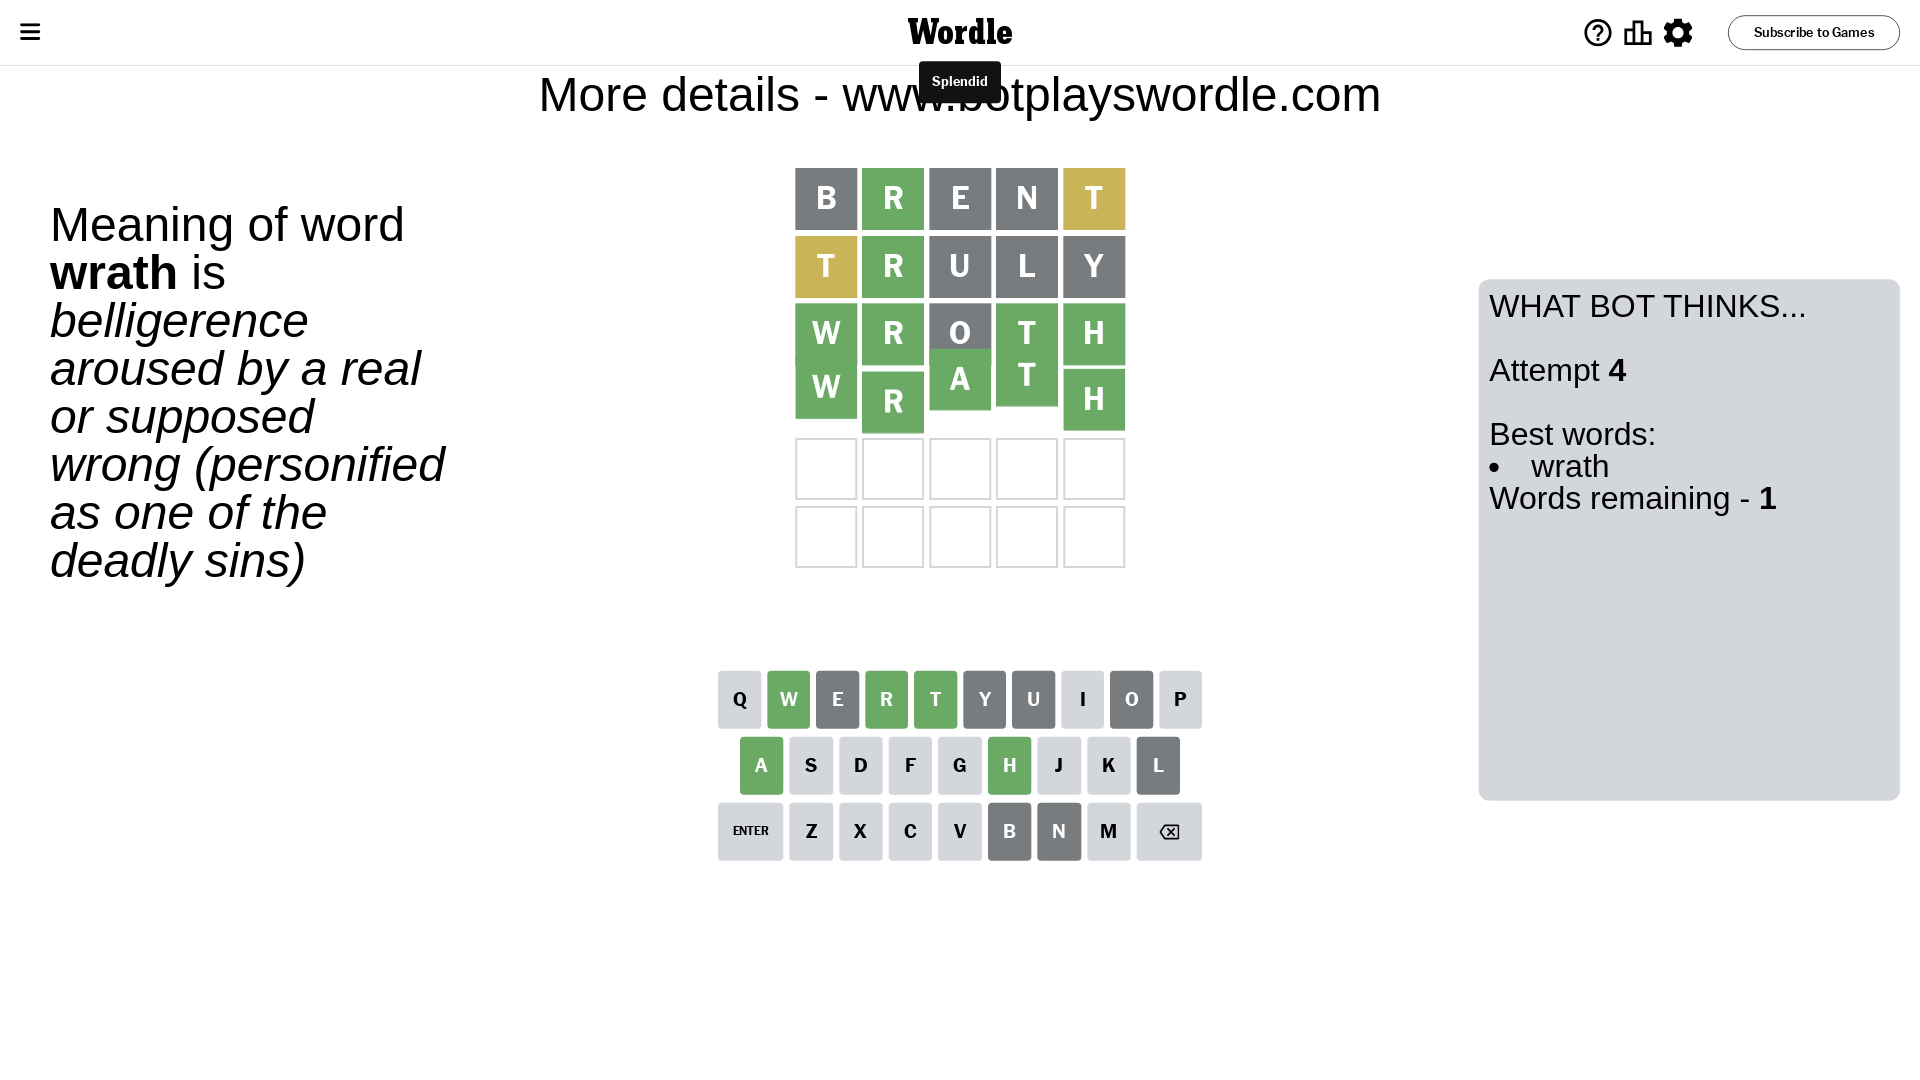 Wordle
Subscribe to Games
Splendid
More details - www.botplayswordle.com
Meaning of word
wrath is
belligerence
aroused by a real
or supposed
wrong (personified
as one of the
deadly sins)
B R E N T
T R U L Y
W R O T H
W R A T H
WHAT BOT THINKS...
Attempt 4
Best words:
• wrath
Words remaining - 1
Q W E R T Y U I O P
A S D F G H J K L
ENTER Z X C V B N M